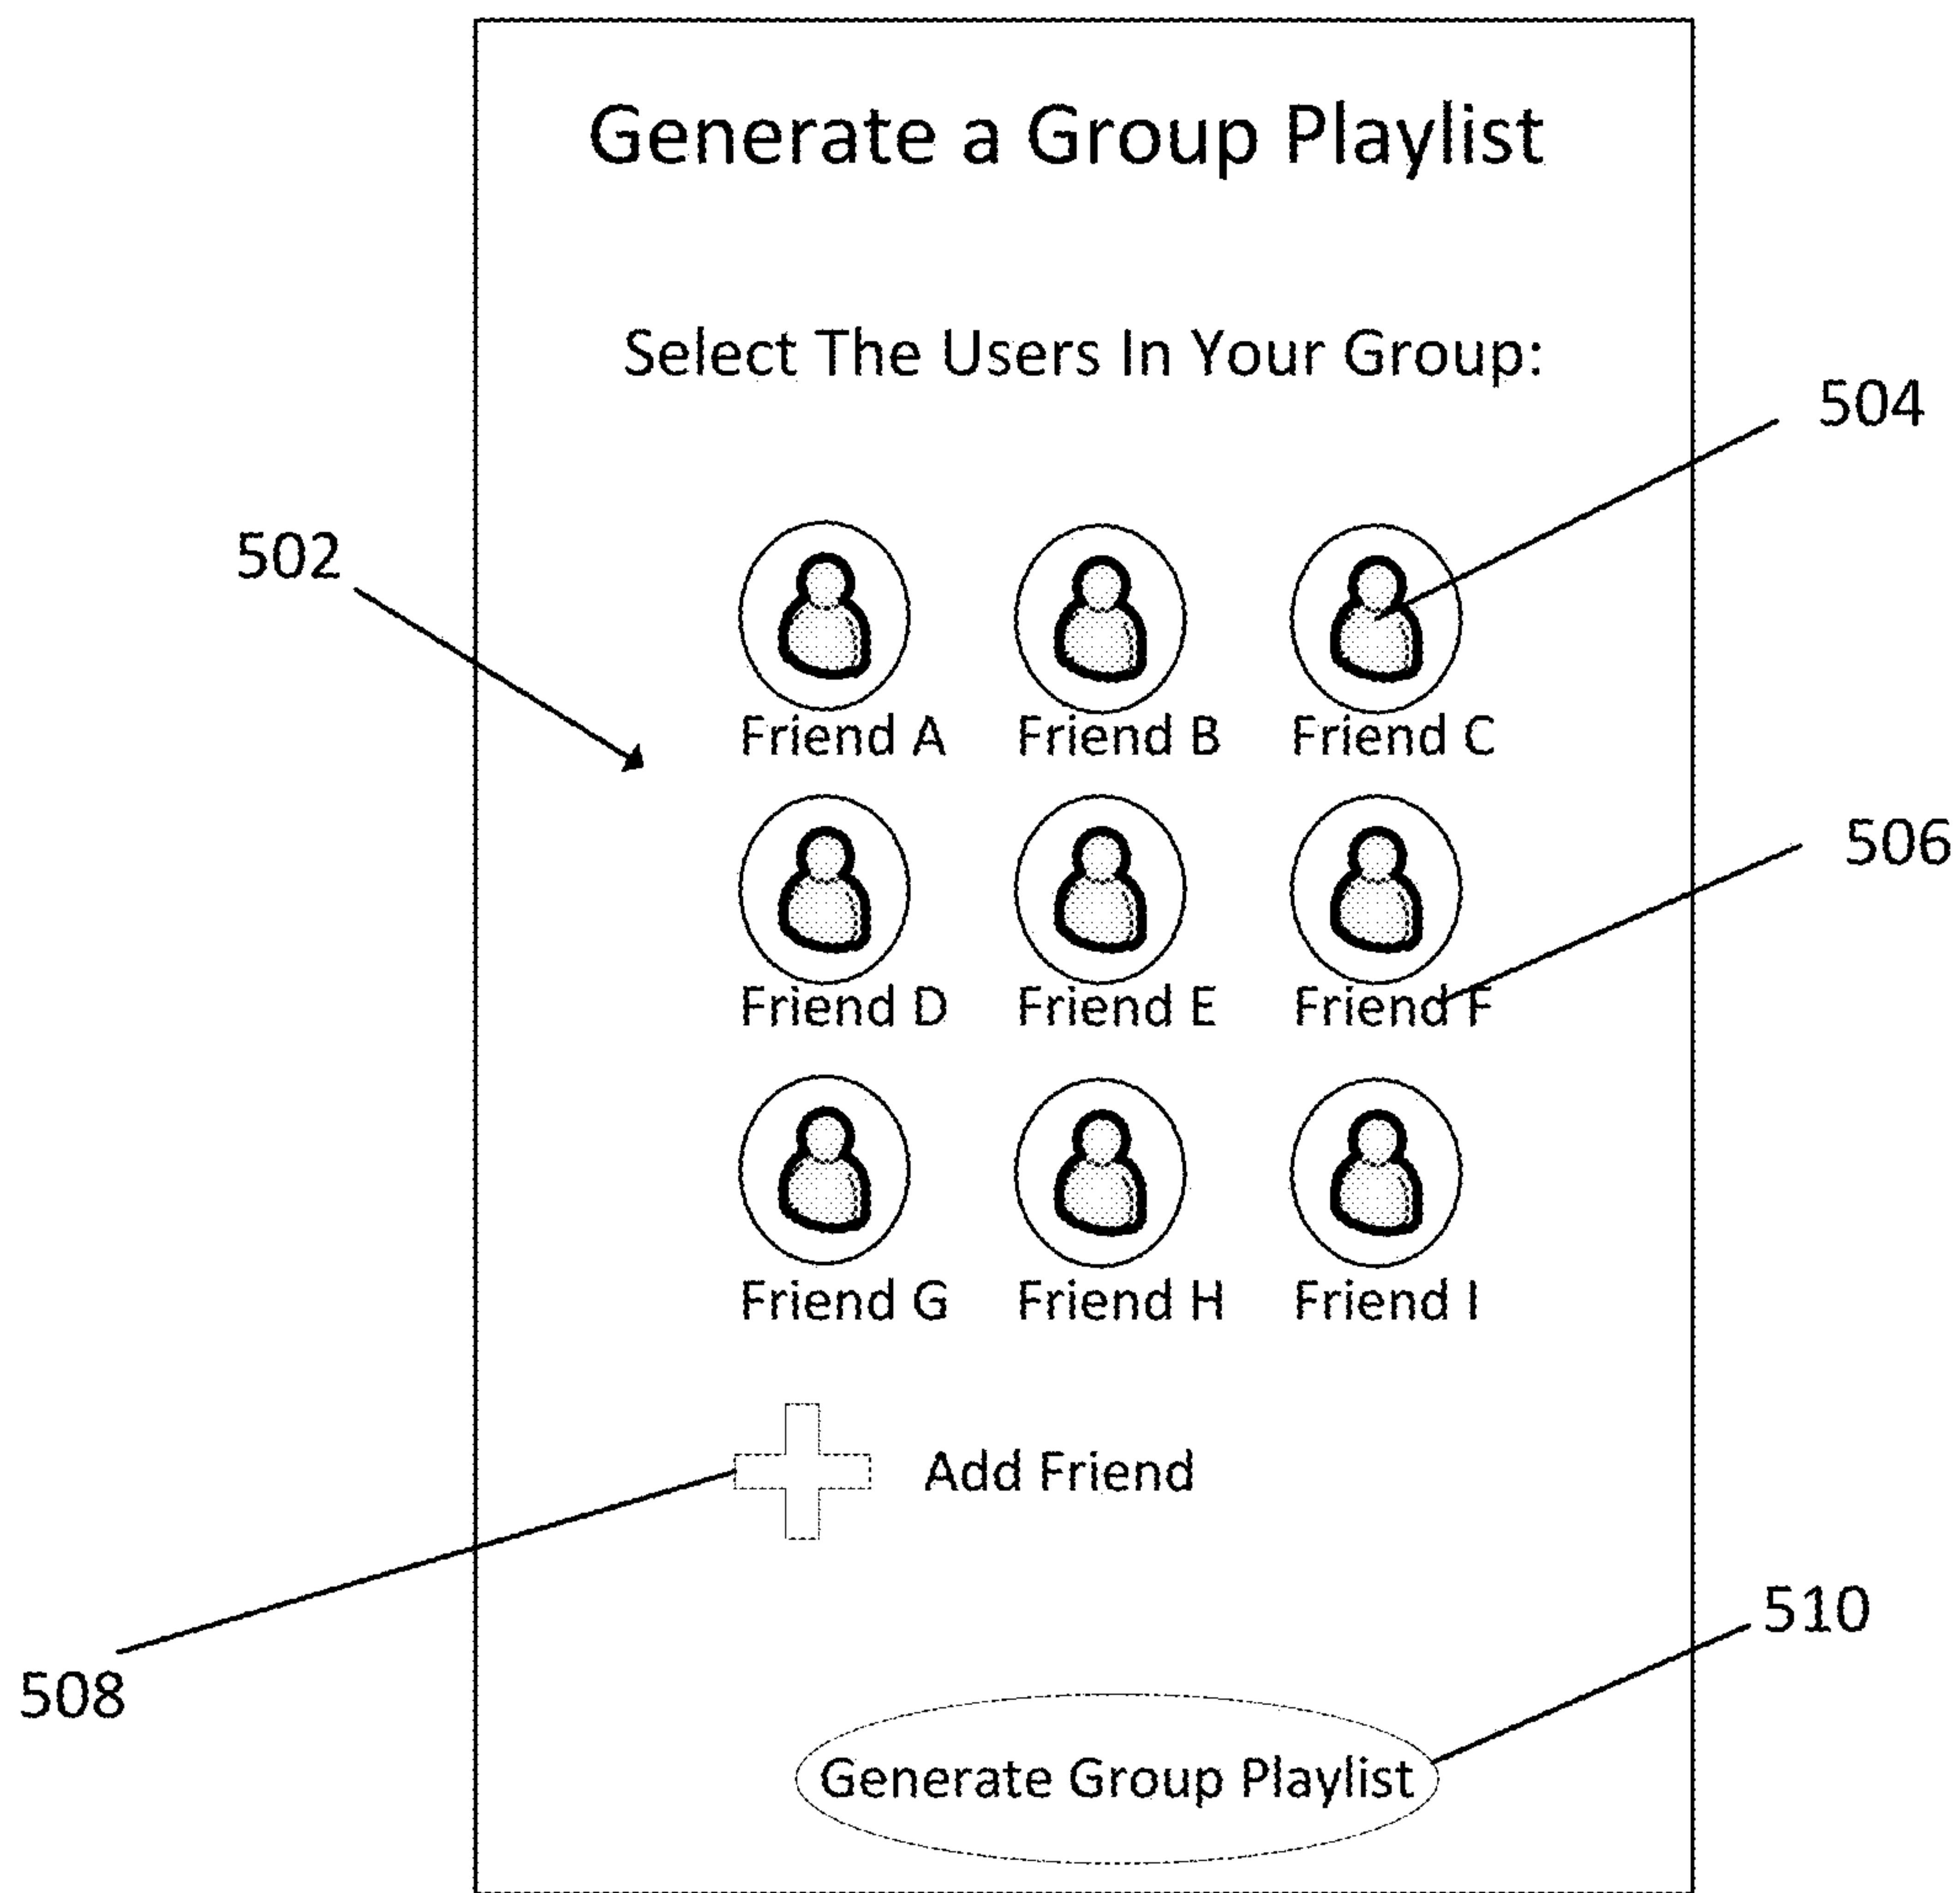 Generate a Group Playlist
Select The Users In Your Group:
504
502
Friend A Friend B Friend C
506
Friend D Friend E Friend F
Friend G Friend H Friend I
Add Friend
510
508
Generate Group Playlist